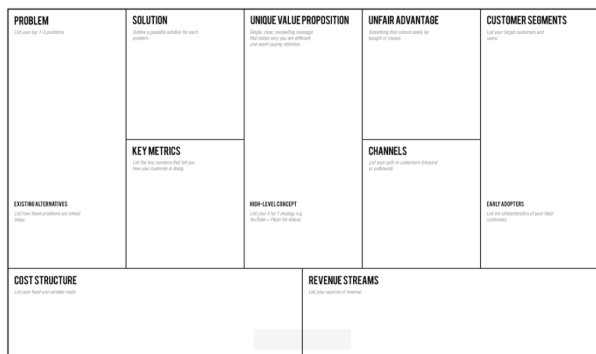 PROBLEM
List your top 1-3 problems.
EXISTING ALTERNATIVES
List how these problems are solved
today.
SOLUTION
Outline a possible solution for each
problem.
KEY METRICS
List the key numbers that tell you
how your business is doing.
UNIQUE VALUE PROPOSITION
Single, clear, compelling message
that states why you are different
and worth paying attention.
HIGH-LEVEL CONCEPT
List your X for Y analogy e.g.
YouTube = Flickr for videos.
UNFAIR ADVANTAGE
Something that cannot easily be
bought or copied.
CHANNELS
List your path to customers (inbound
or outbound).
CUSTOMER SEGMENTS
List your target customers and
users.
EARLY ADOPTERS
List the characteristics of your ideal
customers.
COST STRUCTURE
List your fixed and variable costs.
REVENUE STREAMS
List your sources of revenue.